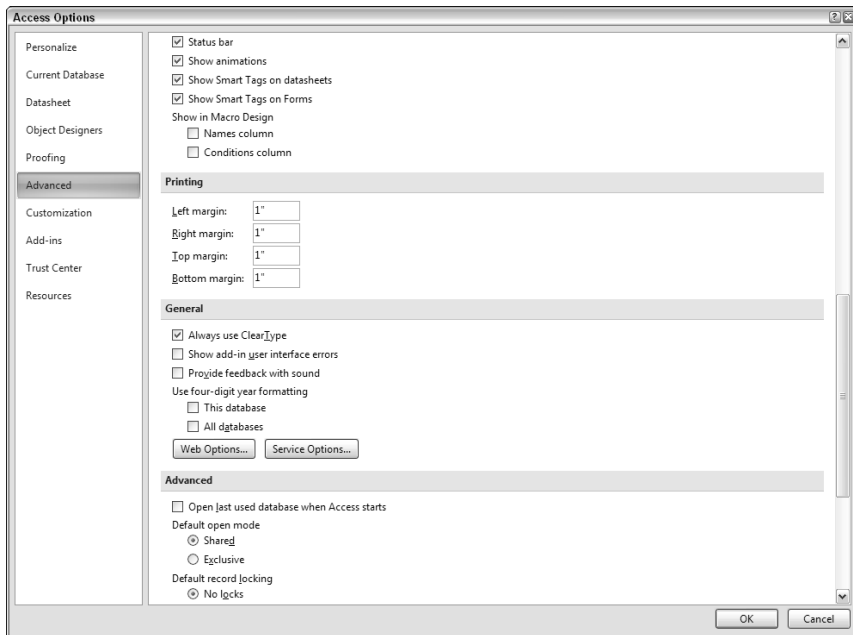 Access Options
Personalize
Current Database
Datasheet
Object Designers
Proofing
Advanced
Customization
Add-ins
Trust Center
Resources
Status bar
Show animations
Show Smart Tags on datasheets
Show Smart Tags on Forms
Show in Macro Design
Names column
Conditions column
Printing
Left margin: 1"
Right margin: 1"
Top margin: 1"
Bottom margin: 1"
General
Always use ClearType
Show add-in user interface errors
Provide feedback with sound
Use four-digit year formatting
This database
All databases
Web Options... Service Options...
Advanced
Open last used database when Access starts
Default open mode
Shared
Exclusive
Default record locking
No locks
OK Cancel